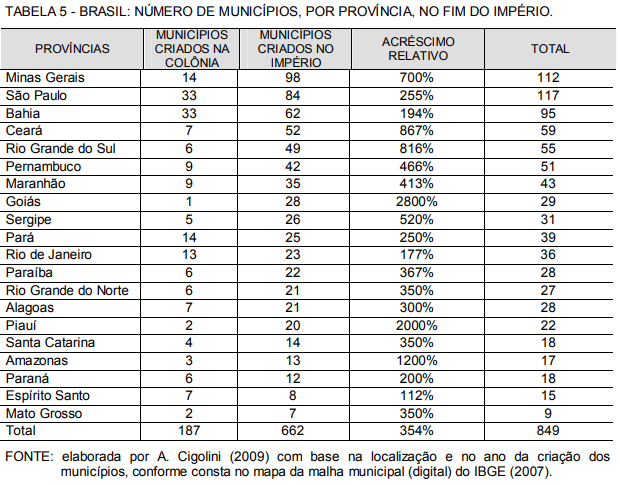 TABELA 5 - BRASIL: NÚMERO DE MUNICÍPIOS, POR PROVÍNCIA, NO FIM DO IMPÉRIO.
PROVÍNCIAS MUNICÍPIOS CRIADOS NA COLÔNIA MUNICÍPIOS CRIADOS NO IMPÉRIO ACRÉSCIMO RELATIVO TOTAL
Minas Gerais 14 98 700% 112
São Paulo 33 84 255% 117
Bahia 33 62 194% 95
Ceará 7 52 867% 59
Rio Grande do Sul 6 49 816% 55
Pernambuco 9 42 466% 51
Maranhão 9 35 413% 43
Goiás 1 28 2800% 29
Sergipe 5 26 520% 31
Pará 14 25 250% 39
Rio de Janeiro 13 23 177% 36
Paraíba 6 22 367% 28
Rio Grande do Norte 6 21 350% 27
Alagoas 7 21 300% 28
Piauí 2 20 2000% 22
Santa Catarina 4 14 350% 18
Amazonas 3 13 1200% 17
Paraná 6 12 200% 18
Espírito Santo 7 8 112% 15
Mato Grosso 2 7 350% 9
Total 187 662 354% 849
FONTE: elaborada por A. Cigolini (2009) com base na localização e no ano da criação dos
municípios, conforme consta no mapa da malha municipal (digital) do IBGE (2007).